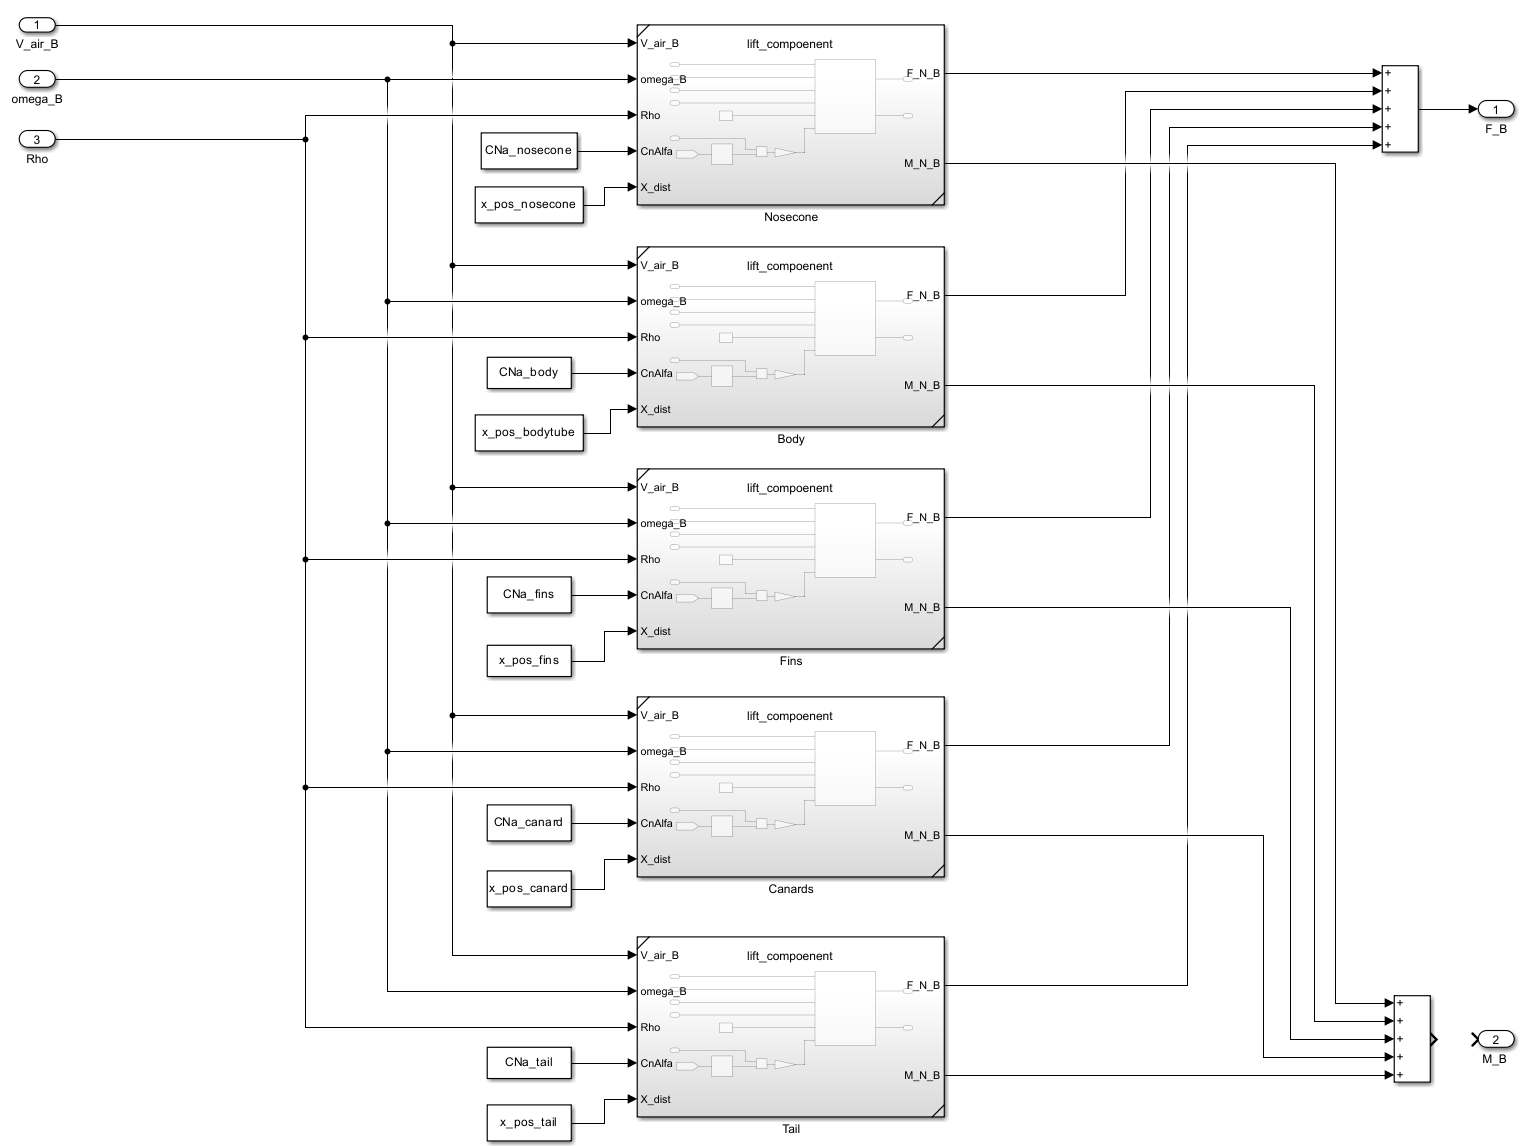 1
V_air_B
2
omega_B
3
Rho
V_air_B
lift_compoenent
omega_B
F_N_B
Rho
CNa_nosecone
CnAlfa
M_N_B
x_pos_nosecone
X_dist
Nosecone
V_air_B
lift_compoenent
omega_B
F_N_B
Rho
CNa_body
CnAlfa
M_N_B
x_pos_bodytube
X_dist
Body
V_air_B
lift_compoenent
omega_B
F_N_B
Rho
CNa_fins
CnAlfa
M_N_B
x_pos_fins
X_dist
Fins
V_air_B
lift_compoenent
omega_B
F_N_B
Rho
CNa_canard
CnAlfa
M_N_B
x_pos_canard
X_dist
Canards
V_air_B
lift_compoenent
omega_B
F_N_B
Rho
CNa_tail
CnAlfa
M_N_B
x_pos_tail
X_dist
Tail
+
+
+
+
+
1
F_B
+
+
+
+
+
2
M_B